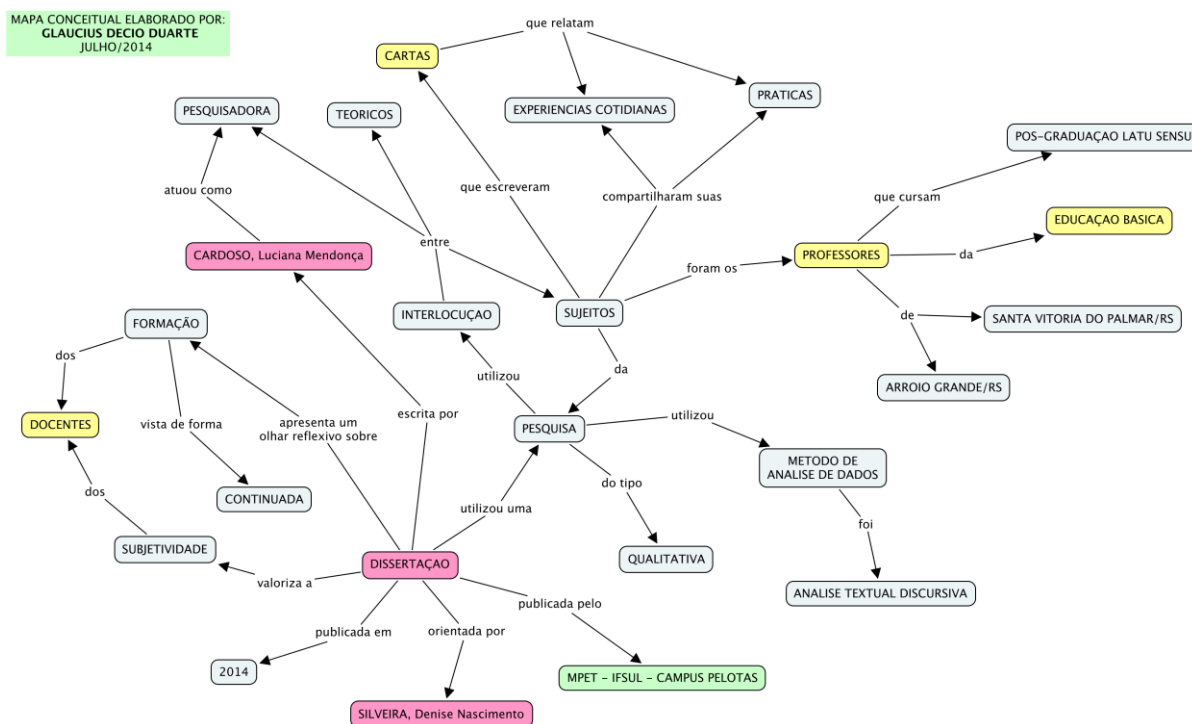 MAPA CONCEITUAL ELABORADO POR:
GLAUCIUS DECIO DUARTE
JULHO/2014
que relatam
CARTAS
PESQUISADORA
TEORICOS
EXPERIENCIAS COTIDIANAS
PRATICAS
POS-GRADUAÇAO LATU SENSU
atuou como
que escreveram
compartilharam suas
que cursam
EDUCAÇAO BASICA
CARDOSO, Luciana Mendonça
entre
PROFESSORES
da
foram os
FORMAÇÃO
INTERLOCUÇAO
SUJEITOS
de
SANTA VITORIA DO PALMAR/RS
dos
utilizou
da
ARROIO GRANDE/RS
DOCENTES
vista de forma
apresenta um
olhar reflexivo sobre
escrita por
PESQUISA
utilizou
METODO DE
ANALISE DE DADOS
dos
CONTINUADA
do tipo
utilizou uma
foi
SUBJETIVIDADE
DISSERTAÇAO
QUALITATIVA
valoriza a
ANALISE TEXTUAL DISCURSIVA
publicada pelo
publicada em
orientada por
2014
MPET - IFSUL - CAMPUS PELOTAS
SILVEIRA, Denise Nascimento